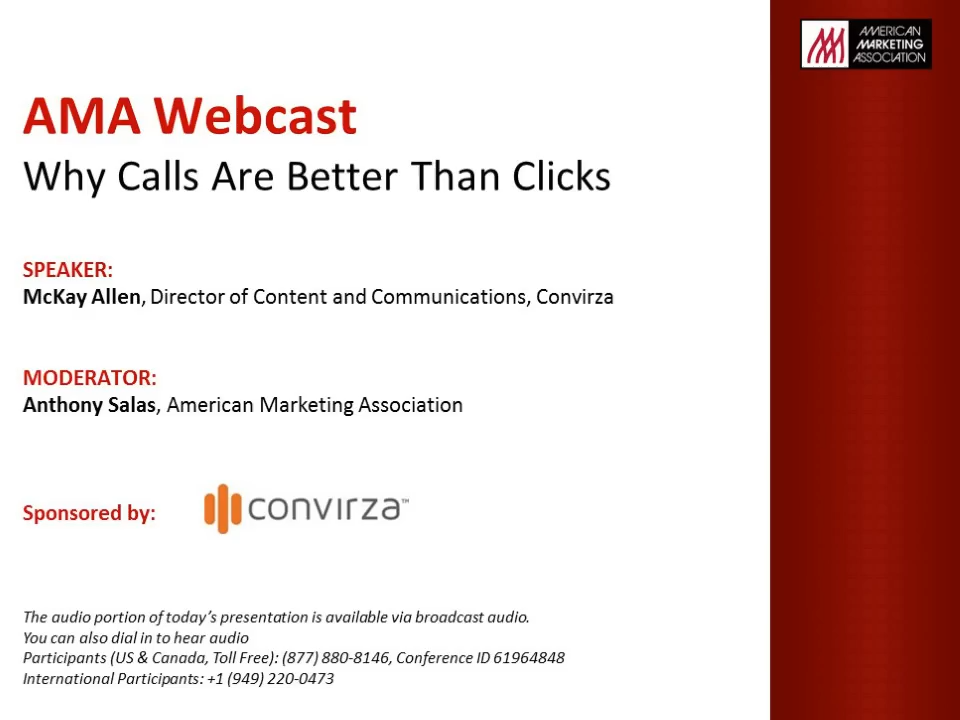 AMERICAN
MARKETING
ASSOCIATION
AMA Webcast
Why Calls Are Better Than Clicks
SPEAKER:
McKay Allen, Director of Content and Communications, Convirza
MODERATOR:
Anthony Salas, American Marketing Association
Sponsored by: convirza™
The audio portion of today's presentation is available via broadcast audio.
You can also dial in to hear audio
Participants (US & Canada, Toll Free): (877) 880-8146, Conference ID 61964848
International Participants: +1 (949) 220-0473